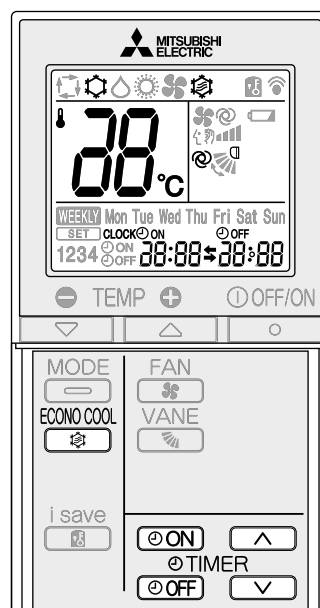 MITSUBISHI
ELECTRIC
88 °C
WEEKLY Mon Tue Wed Thu Fri Sat Sun
SET CLOCK ON OFF
1234 ON OFF 88:88 88:88
TEMP OFF/ON
MODE FAN
ECONO COOL VANE
i save
ON
TIMER
OFF